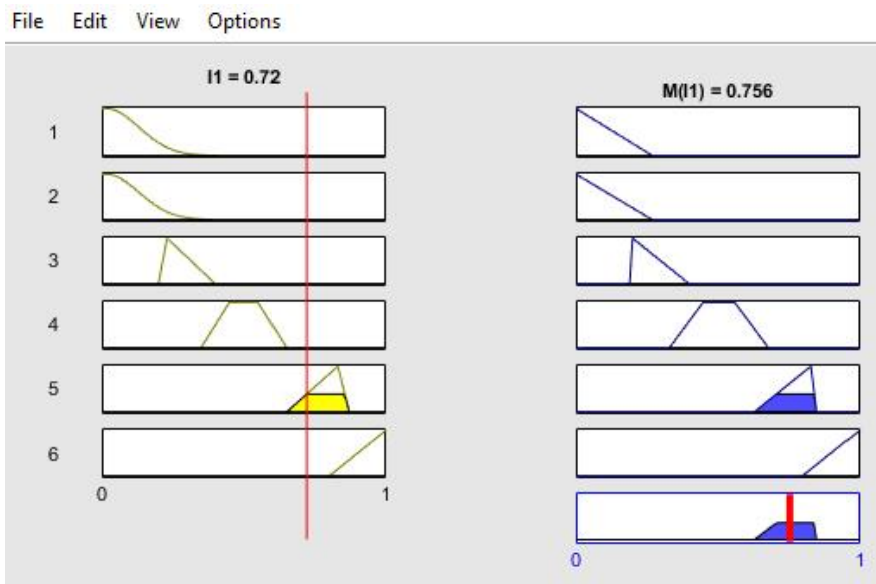 File Edit View Options
I1 = 0.72
M(I1) = 0.756
1
2
3
4
5
6
0 1
0 1